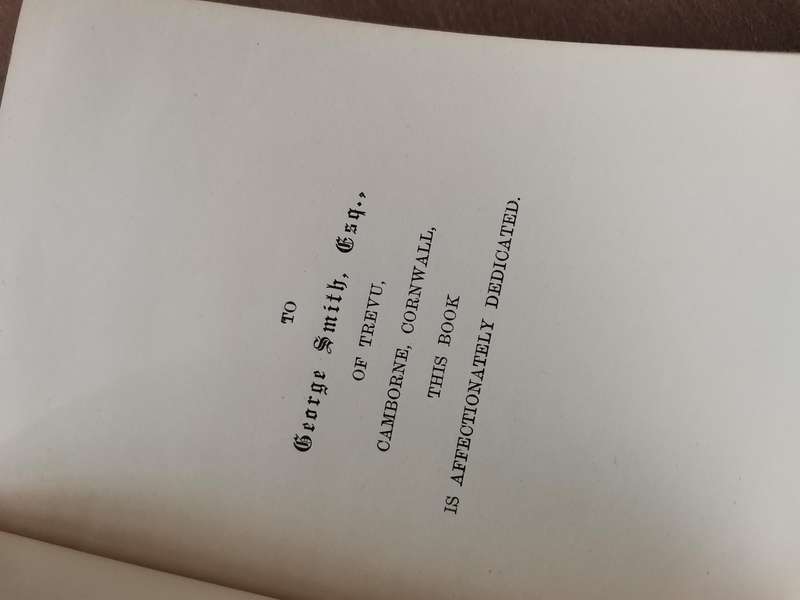 TO
George Smith, Esq.,
OF TREVU,
CAMBORNE, CORNWALL,
THIS BOOK
IS AFFECTIONATELY DEDICATED.